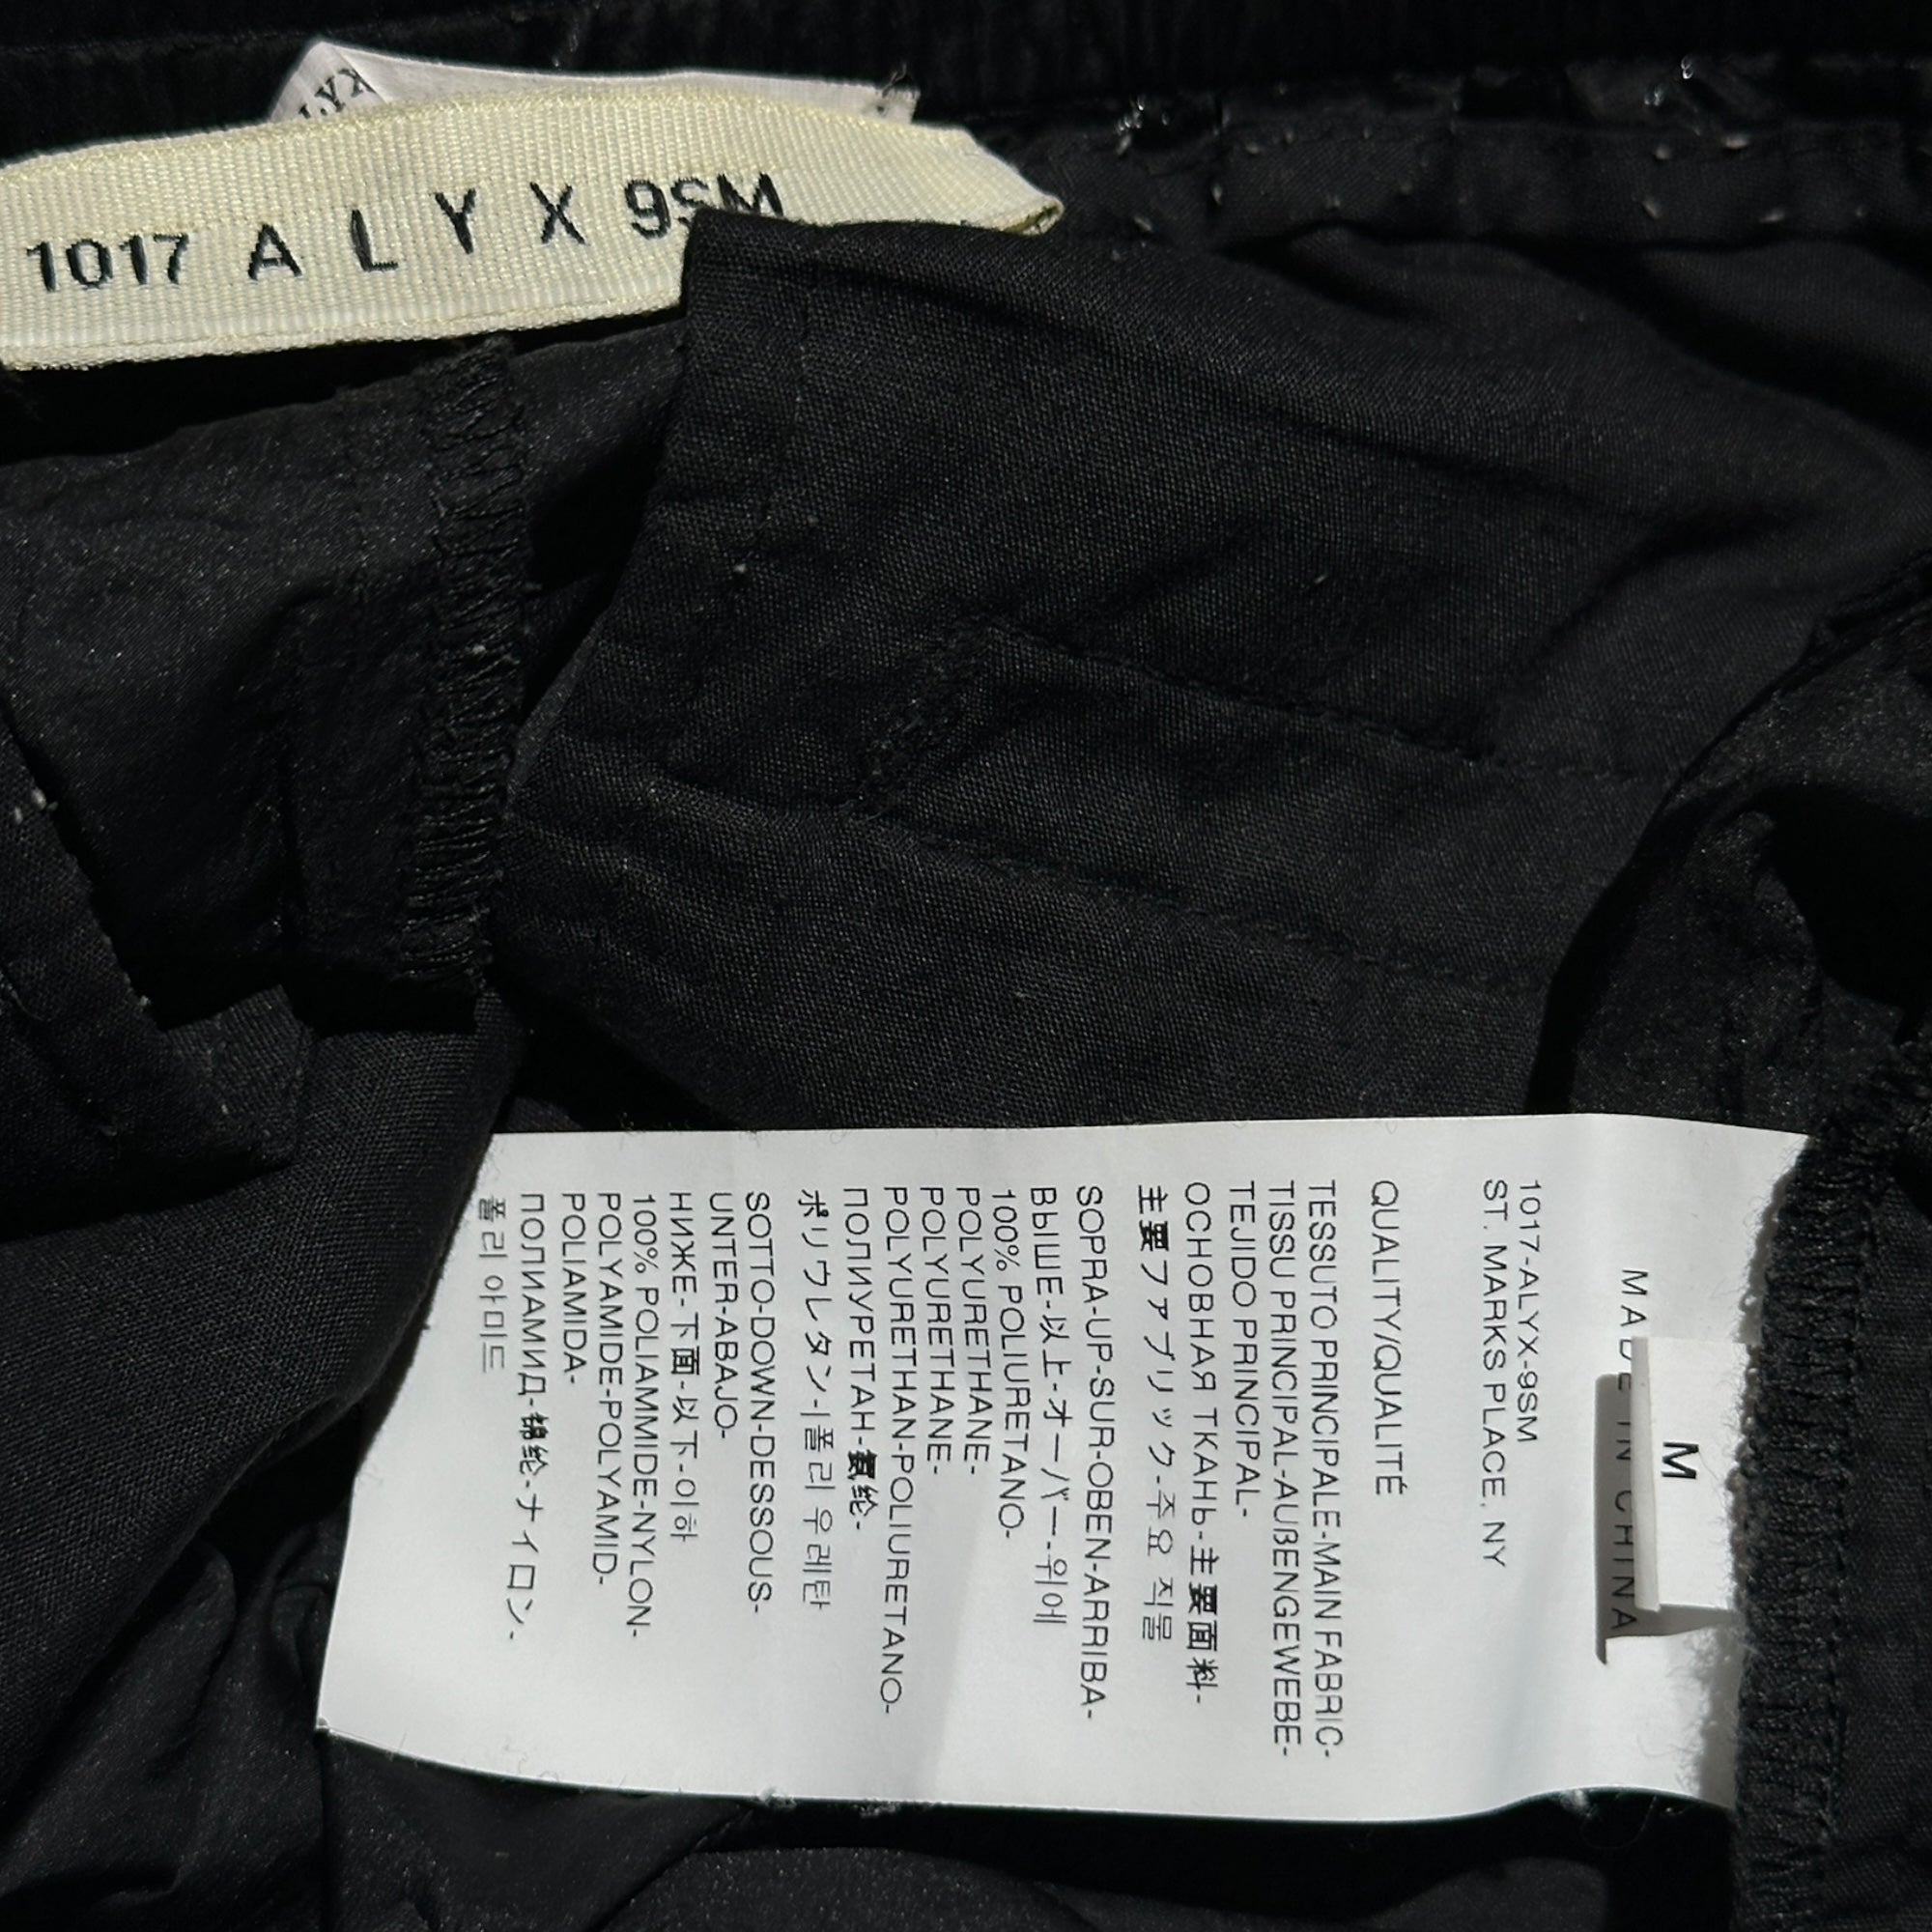 LYX
1017 ALYX 9SM
M
MADE IN CHINA
1017-ALYX-9SM
ST. MARKS PLACE, NY
QUALITY/QUALITÉ
TESSUTO PRINCIPALE-MAIN FABRIC-
TISSU PRINCIPAL-AUßENGEWEBE-
TEJIDO PRINCIPAL-
ОСНОВНАЯ ТКАНЬ-主要面料-
主要ファブリック-주요 직물
SOPRA-UP-SUR-OBEN-ARRIBA-
ВЫШЕ-以上-オーバー-위에
100% POLIURETANO-
POLYURETHANE-
POLYURETHANE-
POLYURETHAN-POLIURETANO-
ПОЛИУРЕТАН-氨纶-
ポリウレタン-|폴리 우레탄
SOTTO-DOWN-DESSOUS-
UNTER-ABAJO-
НИЖЕ-下面-以下-이하
100% POLIAMMIDE-NYLON-
POLYAMIDE-POLYAMID-
POLIAMIDA-
ПОЛИАМИД-锦纶-ナイロン-
폴리 아미드